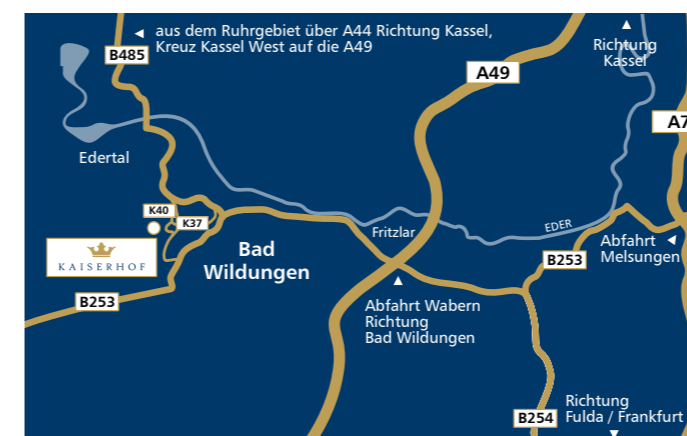 aus dem Ruhrgebiet über A44 Richtung Kassel,
Kreuz Kassel West auf die A49
B485
Richtung
Kassel
A49
A7
Edertal
K40
K37
Fritzlar
EDER
KAISERHOF
Bad
Wildungen
Abfahrt
Melsungen
B253
B253
Abfahrt Wabern
Richtung
Bad Wildungen
Richtung
Fulda / Frankfurt
B254